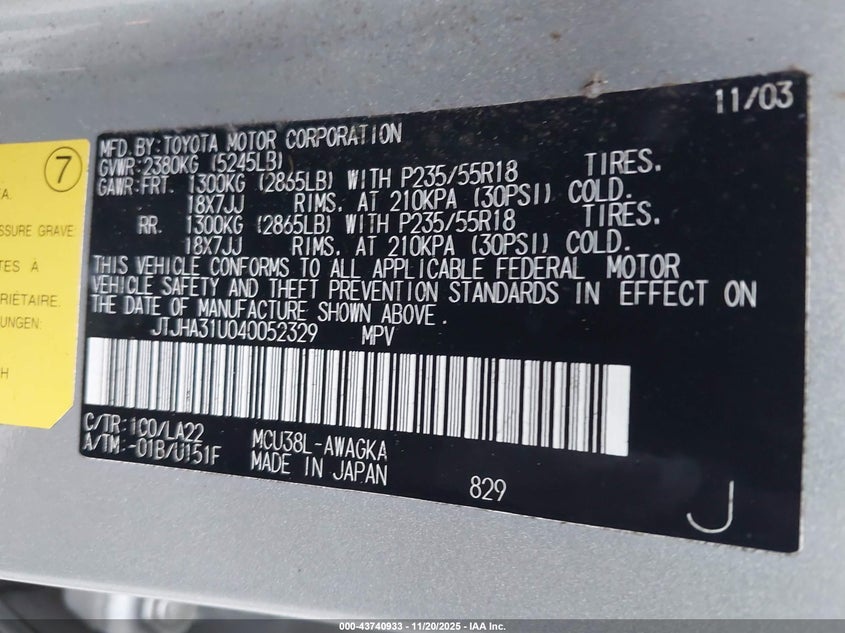 11/03
MFD. BY: TOYOTA MOTOR CORPORATION
GVWR: 2380KG (5245LB)
GAWR: FRT. 1300KG (2865LB) WITH P235/55R18 TIRES.
18X7JJ RIMS. AT 210KPA (30PSI) COLD.
RR. 1300KG (2865LB) WITH P235/55R18 TIRES.
18X7JJ RIMS. AT 210KPA (30PSI) COLD.
THIS VEHICLE CONFORMS TO ALL APPLICABLE FEDERAL MOTOR
VEHICLE SAFETY AND THEFT PREVENTION STANDARDS IN EFFECT ON
THE DATE OF MANUFACTURE SHOWN ABOVE.
JTJHA31U040052329 MPV
C/TR: 1C0/LA22 MCU38L-AWAGKA
A/TM: -01B/U151F MADE IN JAPAN
829
J
7
A.
SSURE GRAVE
TES À
RIÉTAIRE.
UNGEN:
H
000-43740933 - 11/20/2025 - IAA Inc.